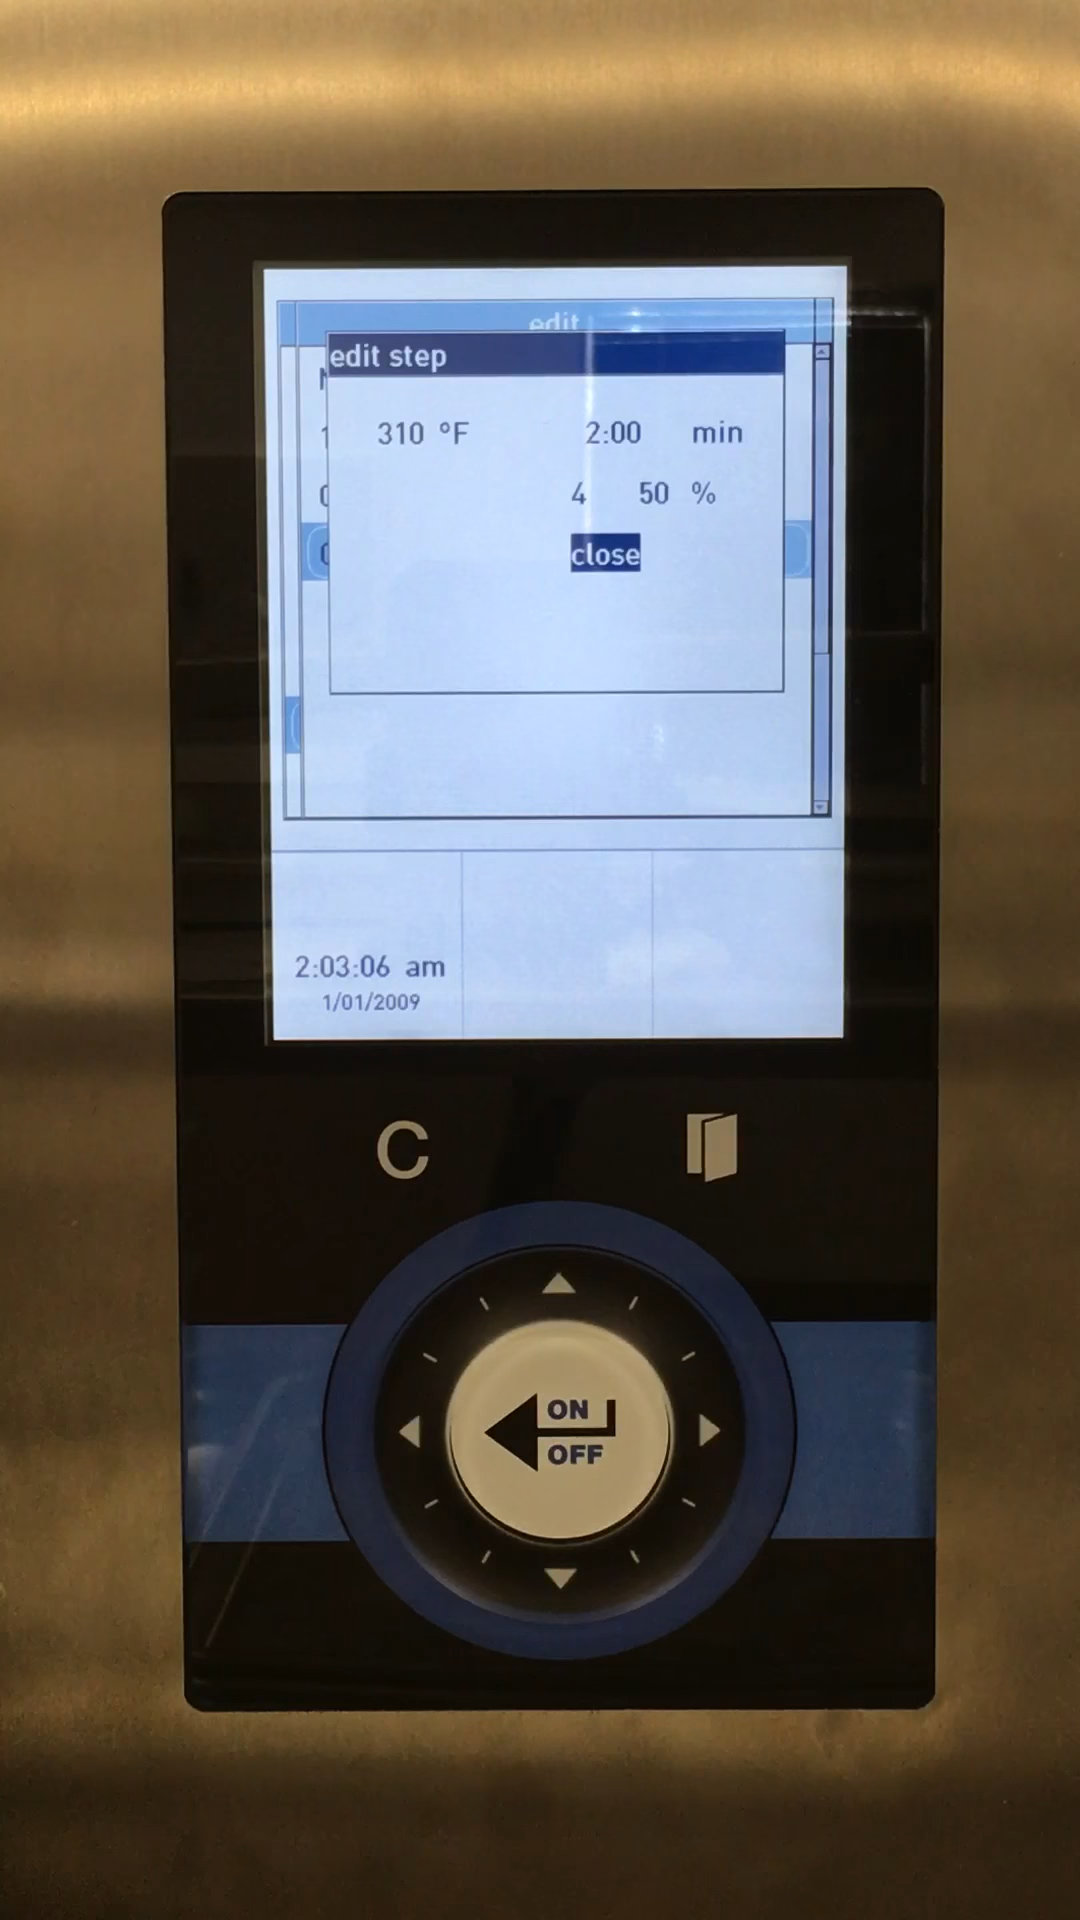 edit
edit step
310 °F 2:00 min
4 50 %
close
2:03:06 am
1/01/2009
C
ON
OFF